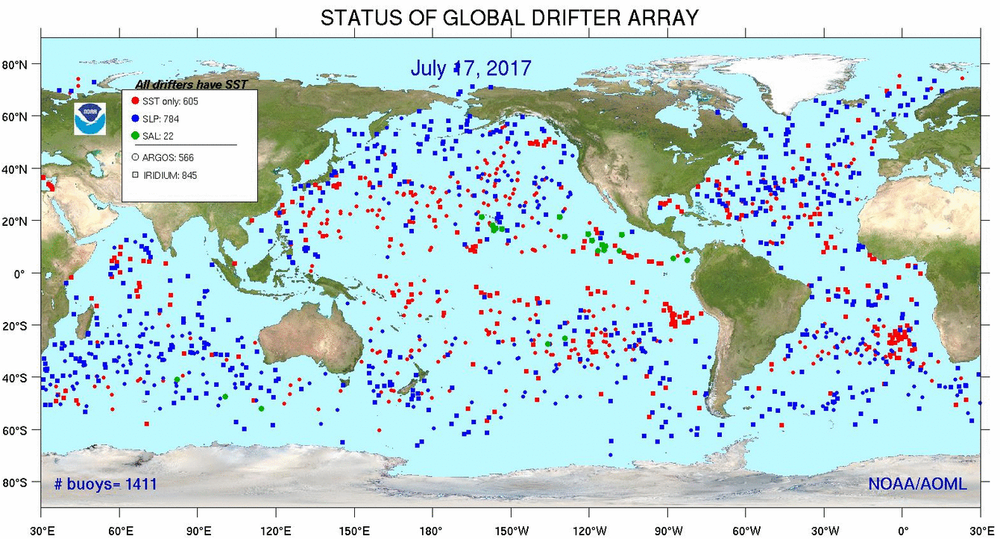 STATUS OF GLOBAL DRIFTER ARRAY
July 17, 2017
All drifters have SST
SST only: 605
SLP: 784
SAL: 22
ARGOS: 566
IRIDIUM: 845
NOAA
80°N
60°N
40°N
20°N
0°
20°S
40°S
60°S
80°S
# buoys= 1411
NOAA/AOML
30°E 60°E 90°E 120°E 150°E 180° 150°W 120°W 90°W 60°W 30°W 0° 30°E